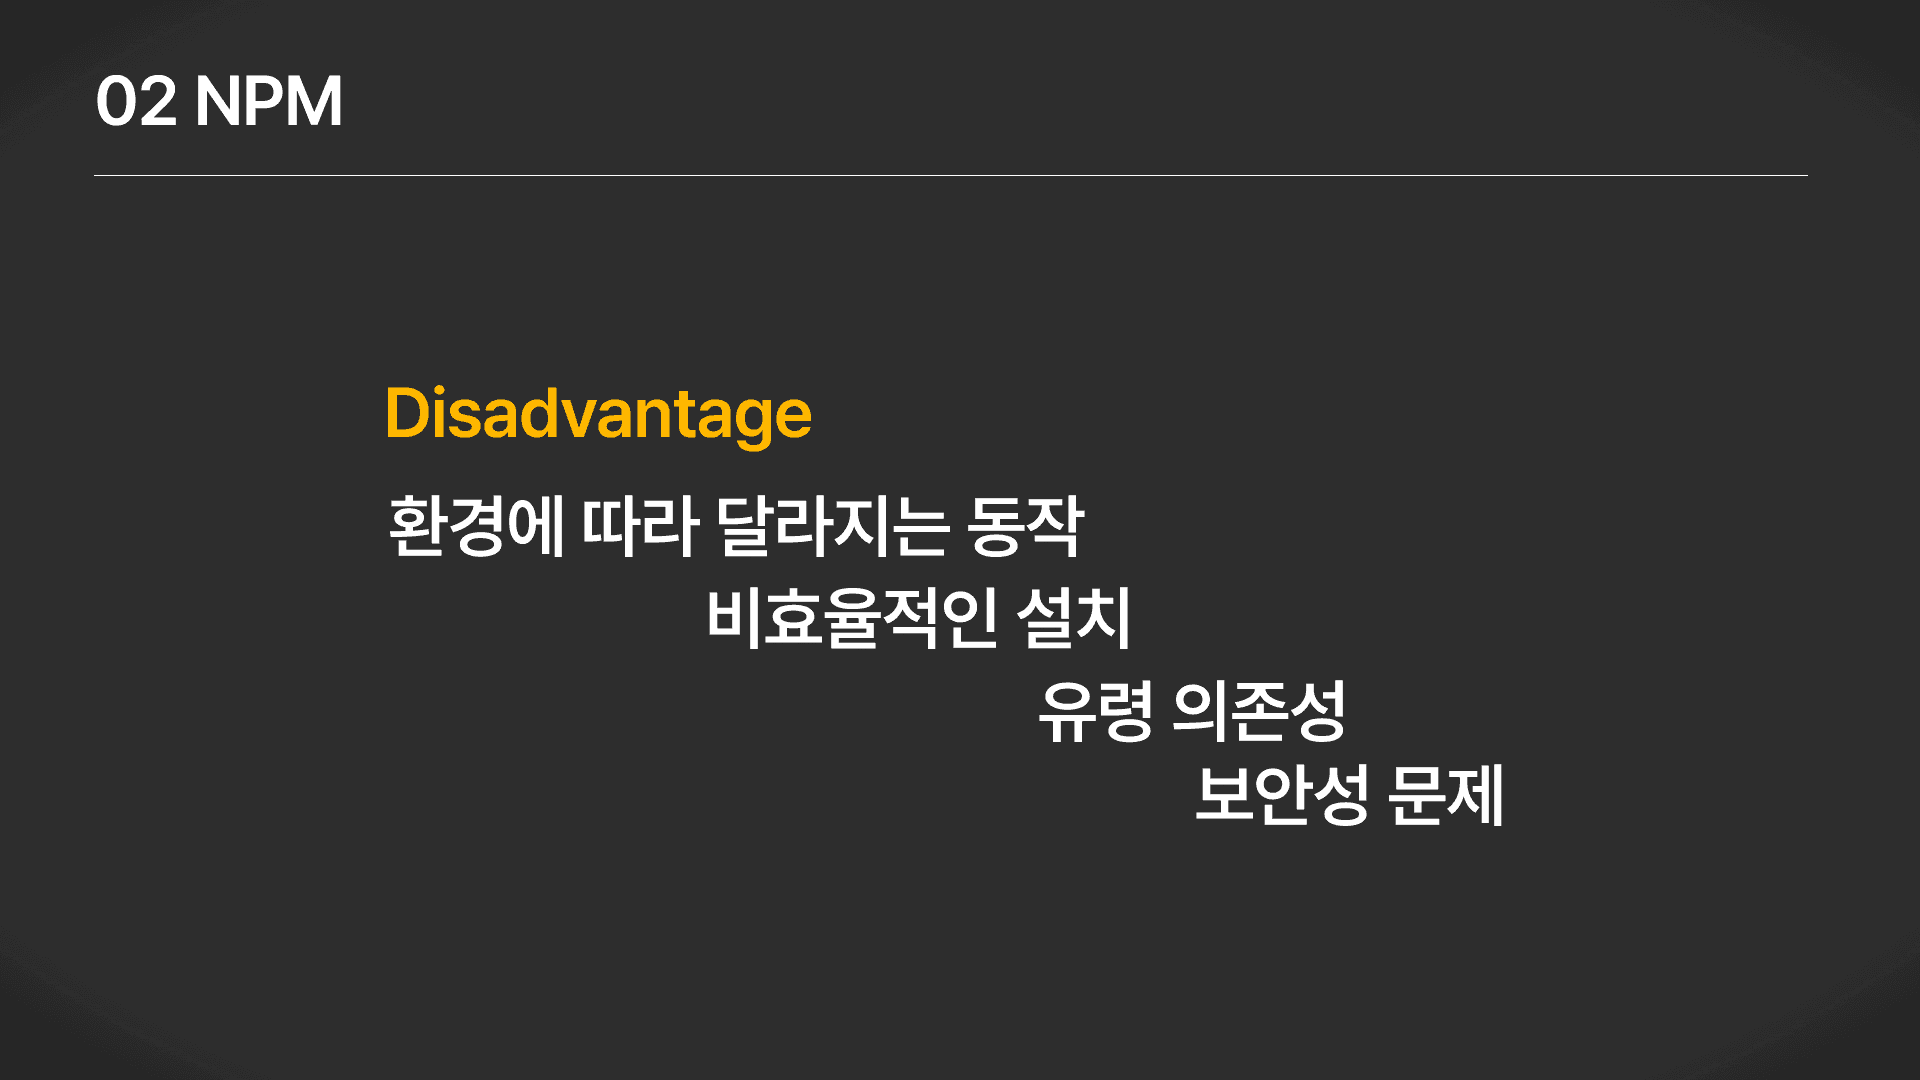 02 NPM
Disadvantage
환경에 따라 달라지는 동작
비효율적인 설치
유령 의존성
보안성 문제